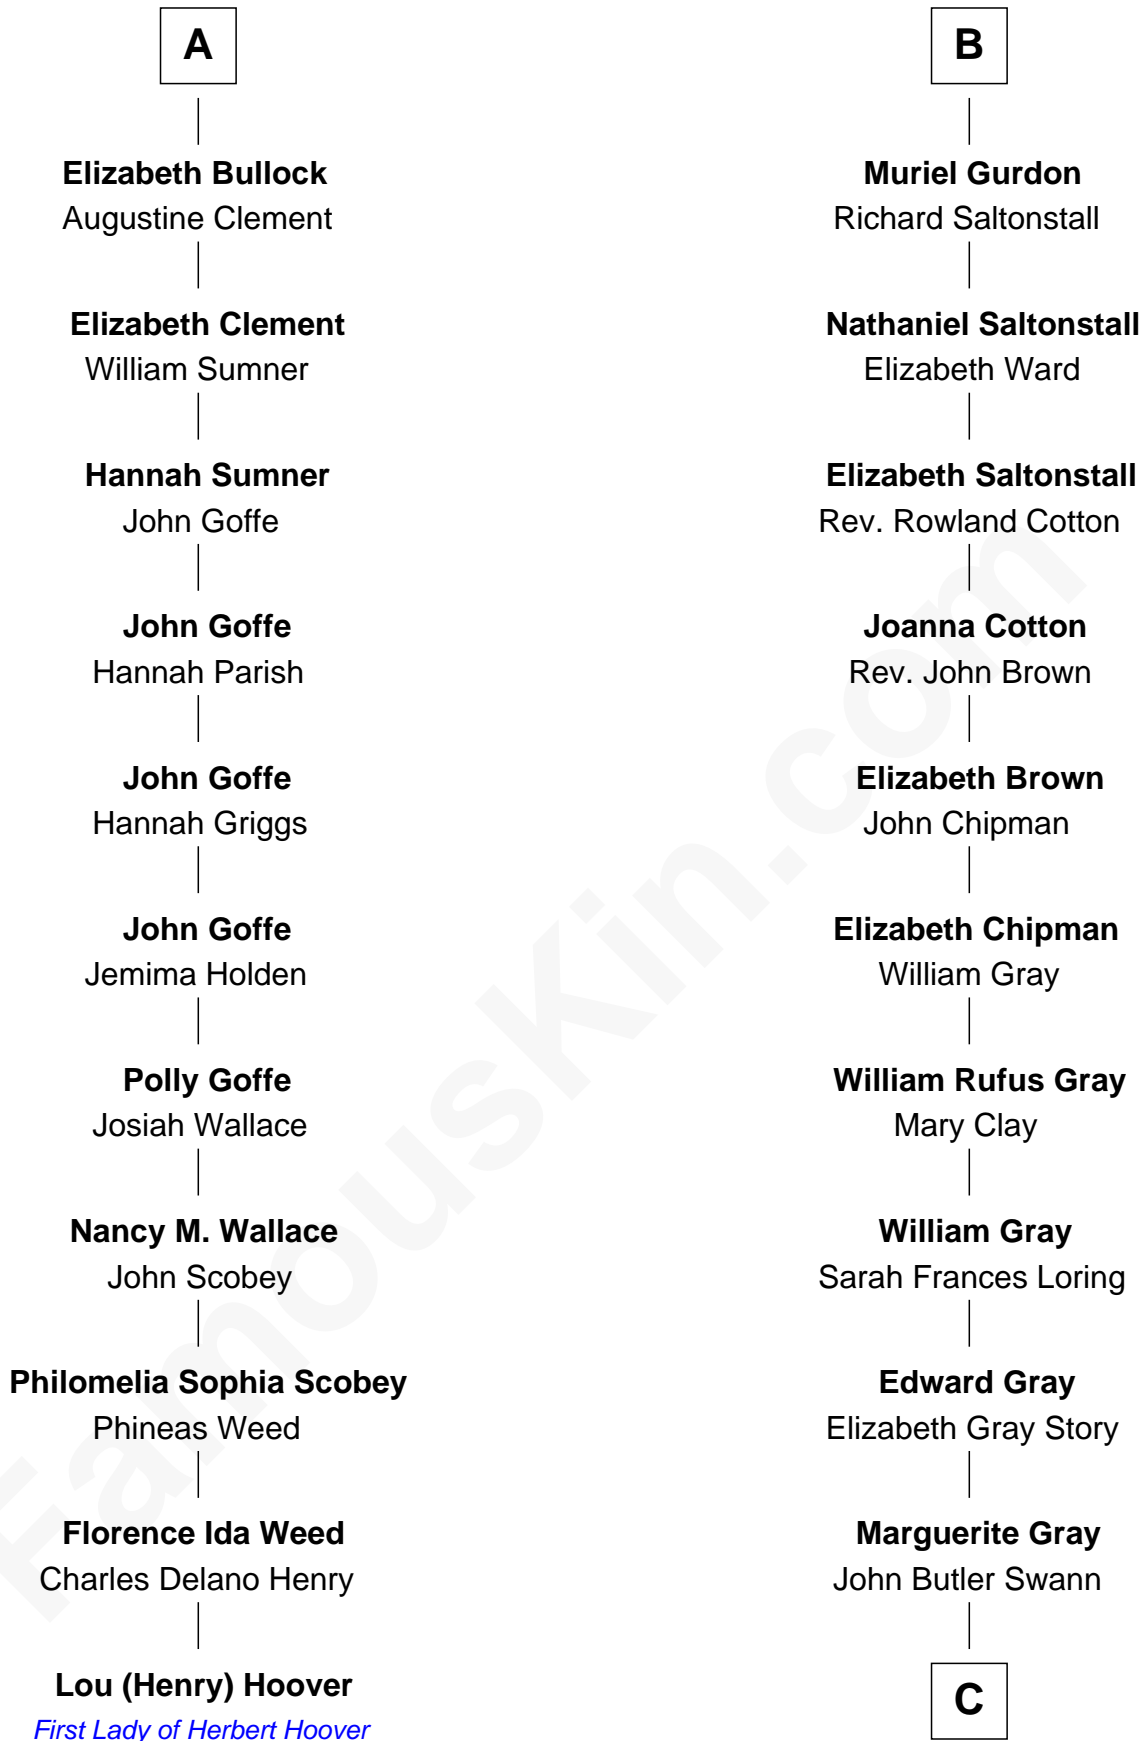 A
Elizabeth Bullock
Augustine Clement
Elizabeth Clement
William Sumner
Hannah Sumner
John Goffe
John Goffe
Hannah Parish
John Goffe
Hannah Griggs
John Goffe
Jemima Holden
Polly Goffe
Josiah Wallace
Nancy M. Wallace
John Scobey
Philomelia Sophia Scobey
Phineas Weed
Florence Ida Weed
Charles Delano Henry
Lou (Henry) Hoover
First Lady of Herbert Hoover
B
Muriel Gurdon
Richard Saltonstall
Nathaniel Saltonstall
Elizabeth Ward
Elizabeth Saltonstall
Rev. Rowland Cotton
Joanna Cotton
Rev. John Brown
Elizabeth Brown
John Chipman
Elizabeth Chipman
William Gray
William Rufus Gray
Mary Clay
William Gray
Sarah Frances Loring
Edward Gray
Elizabeth Gray Story
Marguerite Gray
John Butler Swann
C
FamousKin.com